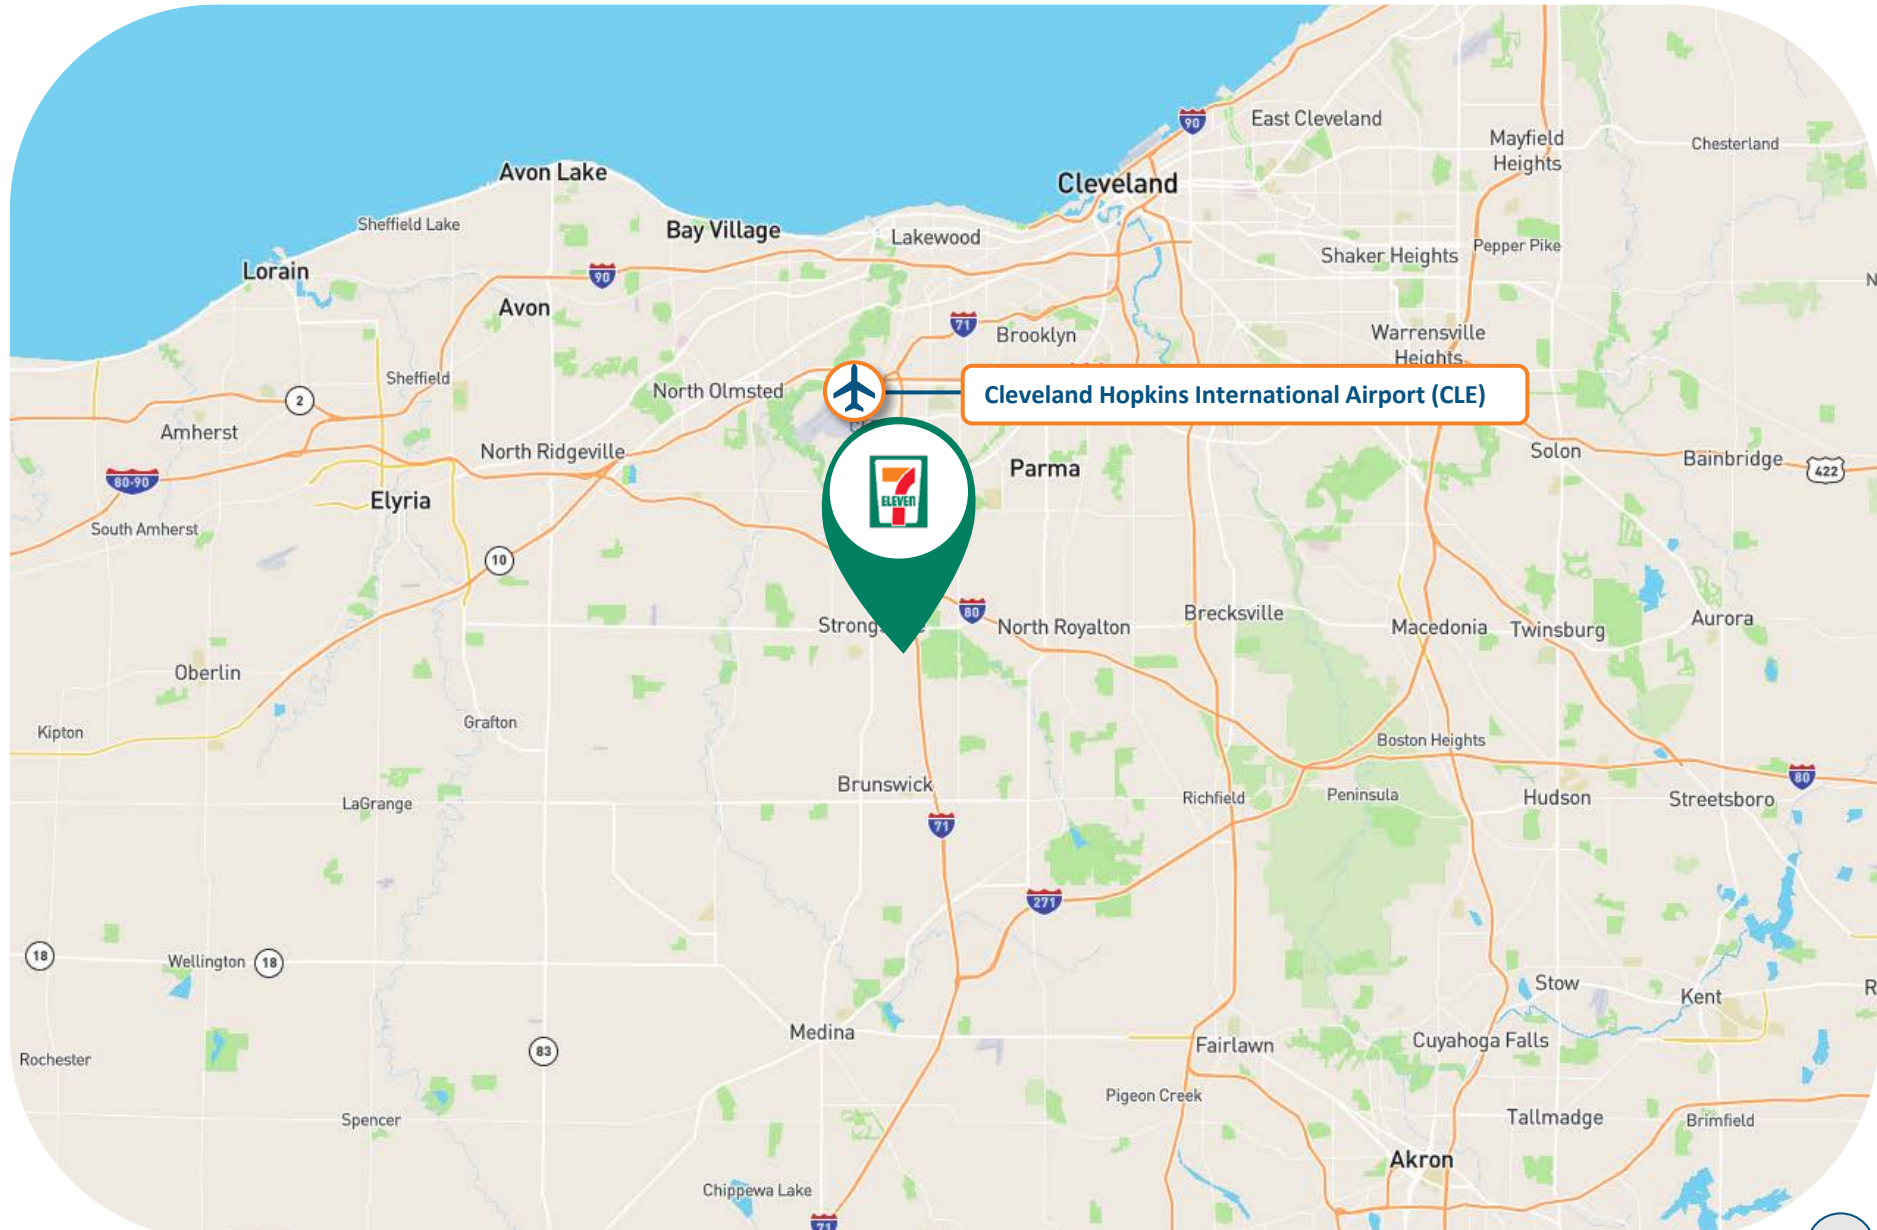 90
East Cleveland
Mayfield
Heights
Chesterland
Avon Lake
Cleveland
Sheffield Lake
Bay Village
Lakewood
Shaker Heights
Pepper Pike
Lorain
90
N
Avon
71
Brooklyn
Warrensville
Heights
Sheffield
North Olmsted
Cleveland Hopkins International Airport (CLE)
2
Amherst
North Ridgeville
Parma
Solon
Bainbridge
422
80-90
Elyria
7
ELEVEN
South Amherst
10
80
Strongs
North Royalton
Brecksville
Macedonia
Twinsburg
Aurora
Oberlin
Grafton
Kipton
Boston Heights
Brunswick
80
LaGrange
Richfield
Peninsula
Hudson
Streetsboro
71
271
18
Wellington
18
Stow
Kent
R
Medina
Fairlawn
Cuyahoga Falls
83
Rochester
Pigeon Creek
Spencer
Tallmadge
Brimfield
Akron
Chippewa Lake
71